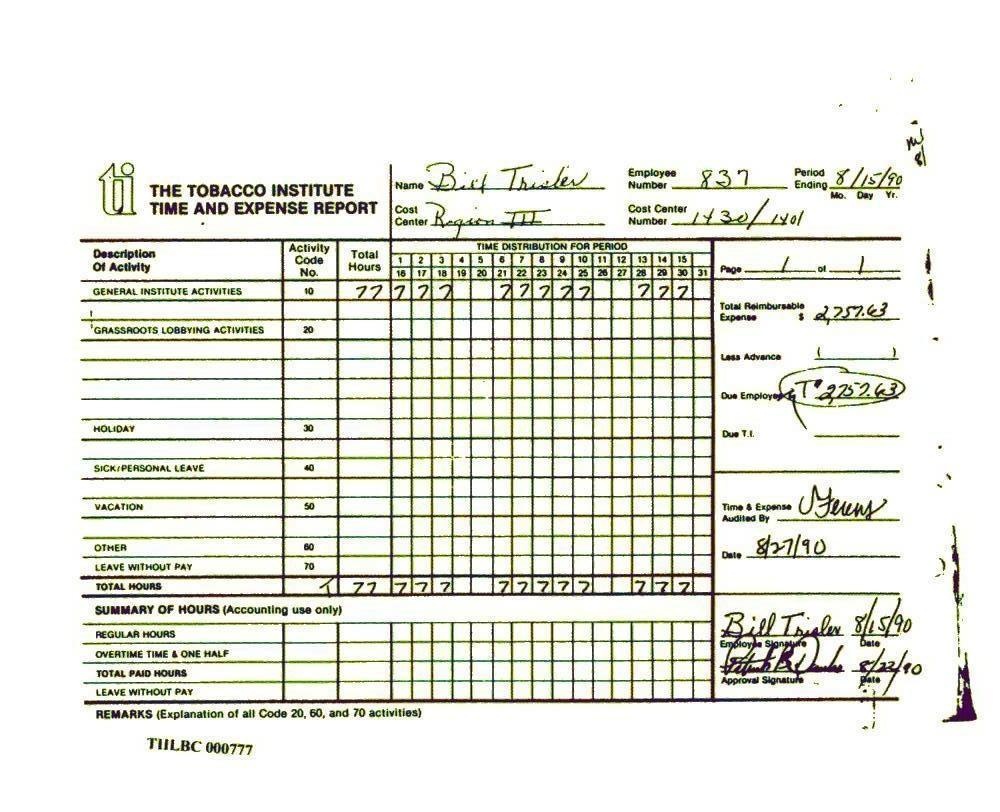 ti
THE TOBACCO INSTITUTE
TIME AND EXPENSE REPORT
Name Bill Trisler
Employee Number 837
Period Ending 8/15/90
Mo. Day Yr.
Cost Center Region III
Cost Center Number 1430/1401
Description Of Activity
Activity Code No.
Total Hours
TIME DISTRIBUTION FOR PERIOD
1 2 3 4 5 6 7 8 9 10 11 12 13 14 15
16 17 18 19 20 21 22 23 24 25 26 27 28 29 30 31
Page 1 of 1
GENERAL INSTITUTE ACTIVITIES 10 77 7 7 7 7 7 7 7 7 7 7 7
Total Reimbursable Expense $ 2,757.63
GRASSROOTS LOBBYING ACTIVITIES 20
Less Advance ( )
Due Employee 2,757.63
HOLIDAY 30
Due T.I.
SICK/PERSONAL LEAVE 40
VACATION 50
Time & Expense Audited By
OTHER 60
Date 8/27/90
LEAVE WITHOUT PAY 70
TOTAL HOURS 77 7 7 7 7 7 7 7 7 7 7 7
SUMMARY OF HOURS (Accounting use only)
REGULAR HOURS
Bill Trisler 8/15/90
Employee Signature Date
OVERTIME TIME & ONE HALF
TOTAL PAID HOURS
8/22/90
Approval Signature Date
LEAVE WITHOUT PAY
REMARKS (Explanation of all Code 20, 60, and 70 activities)
TIILBC 000777